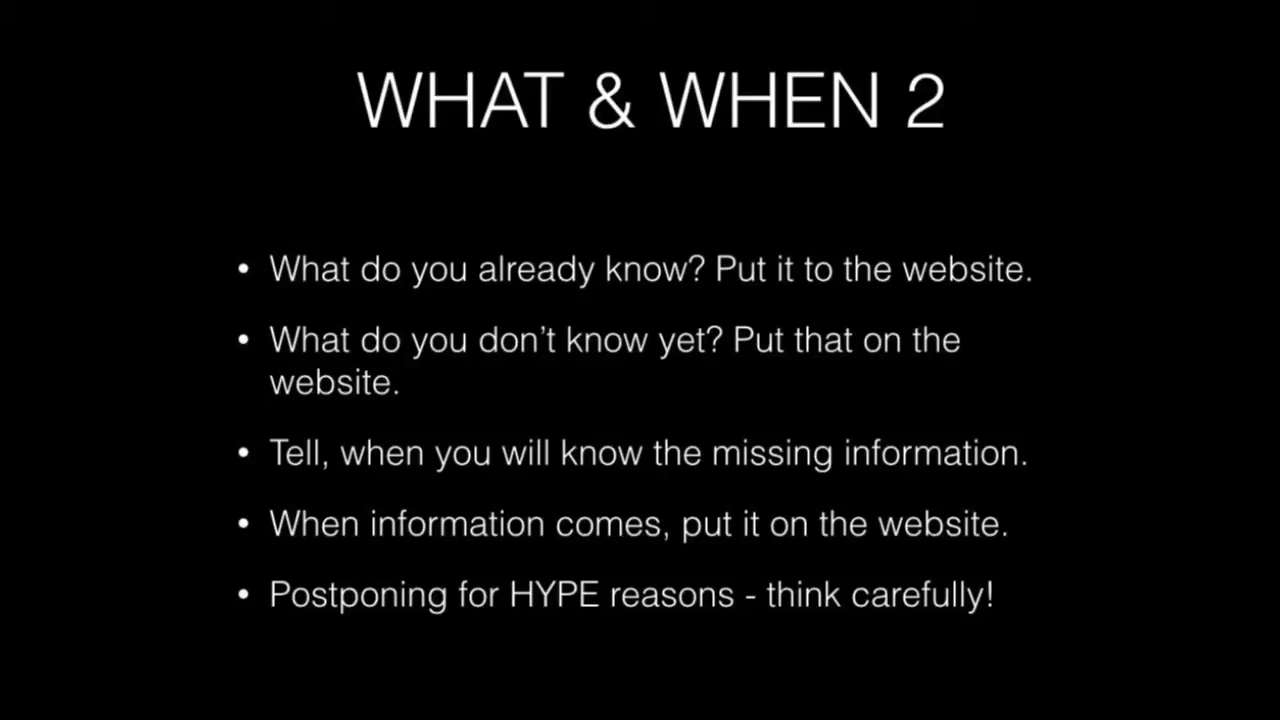 WHAT & WHEN 2
• What do you already know? Put it to the website.
• What do you don’t know yet? Put that on the
website.
• Tell, when you will know the missing information.
• When information comes, put it on the website.
• Postponing for HYPE reasons - think carefully!